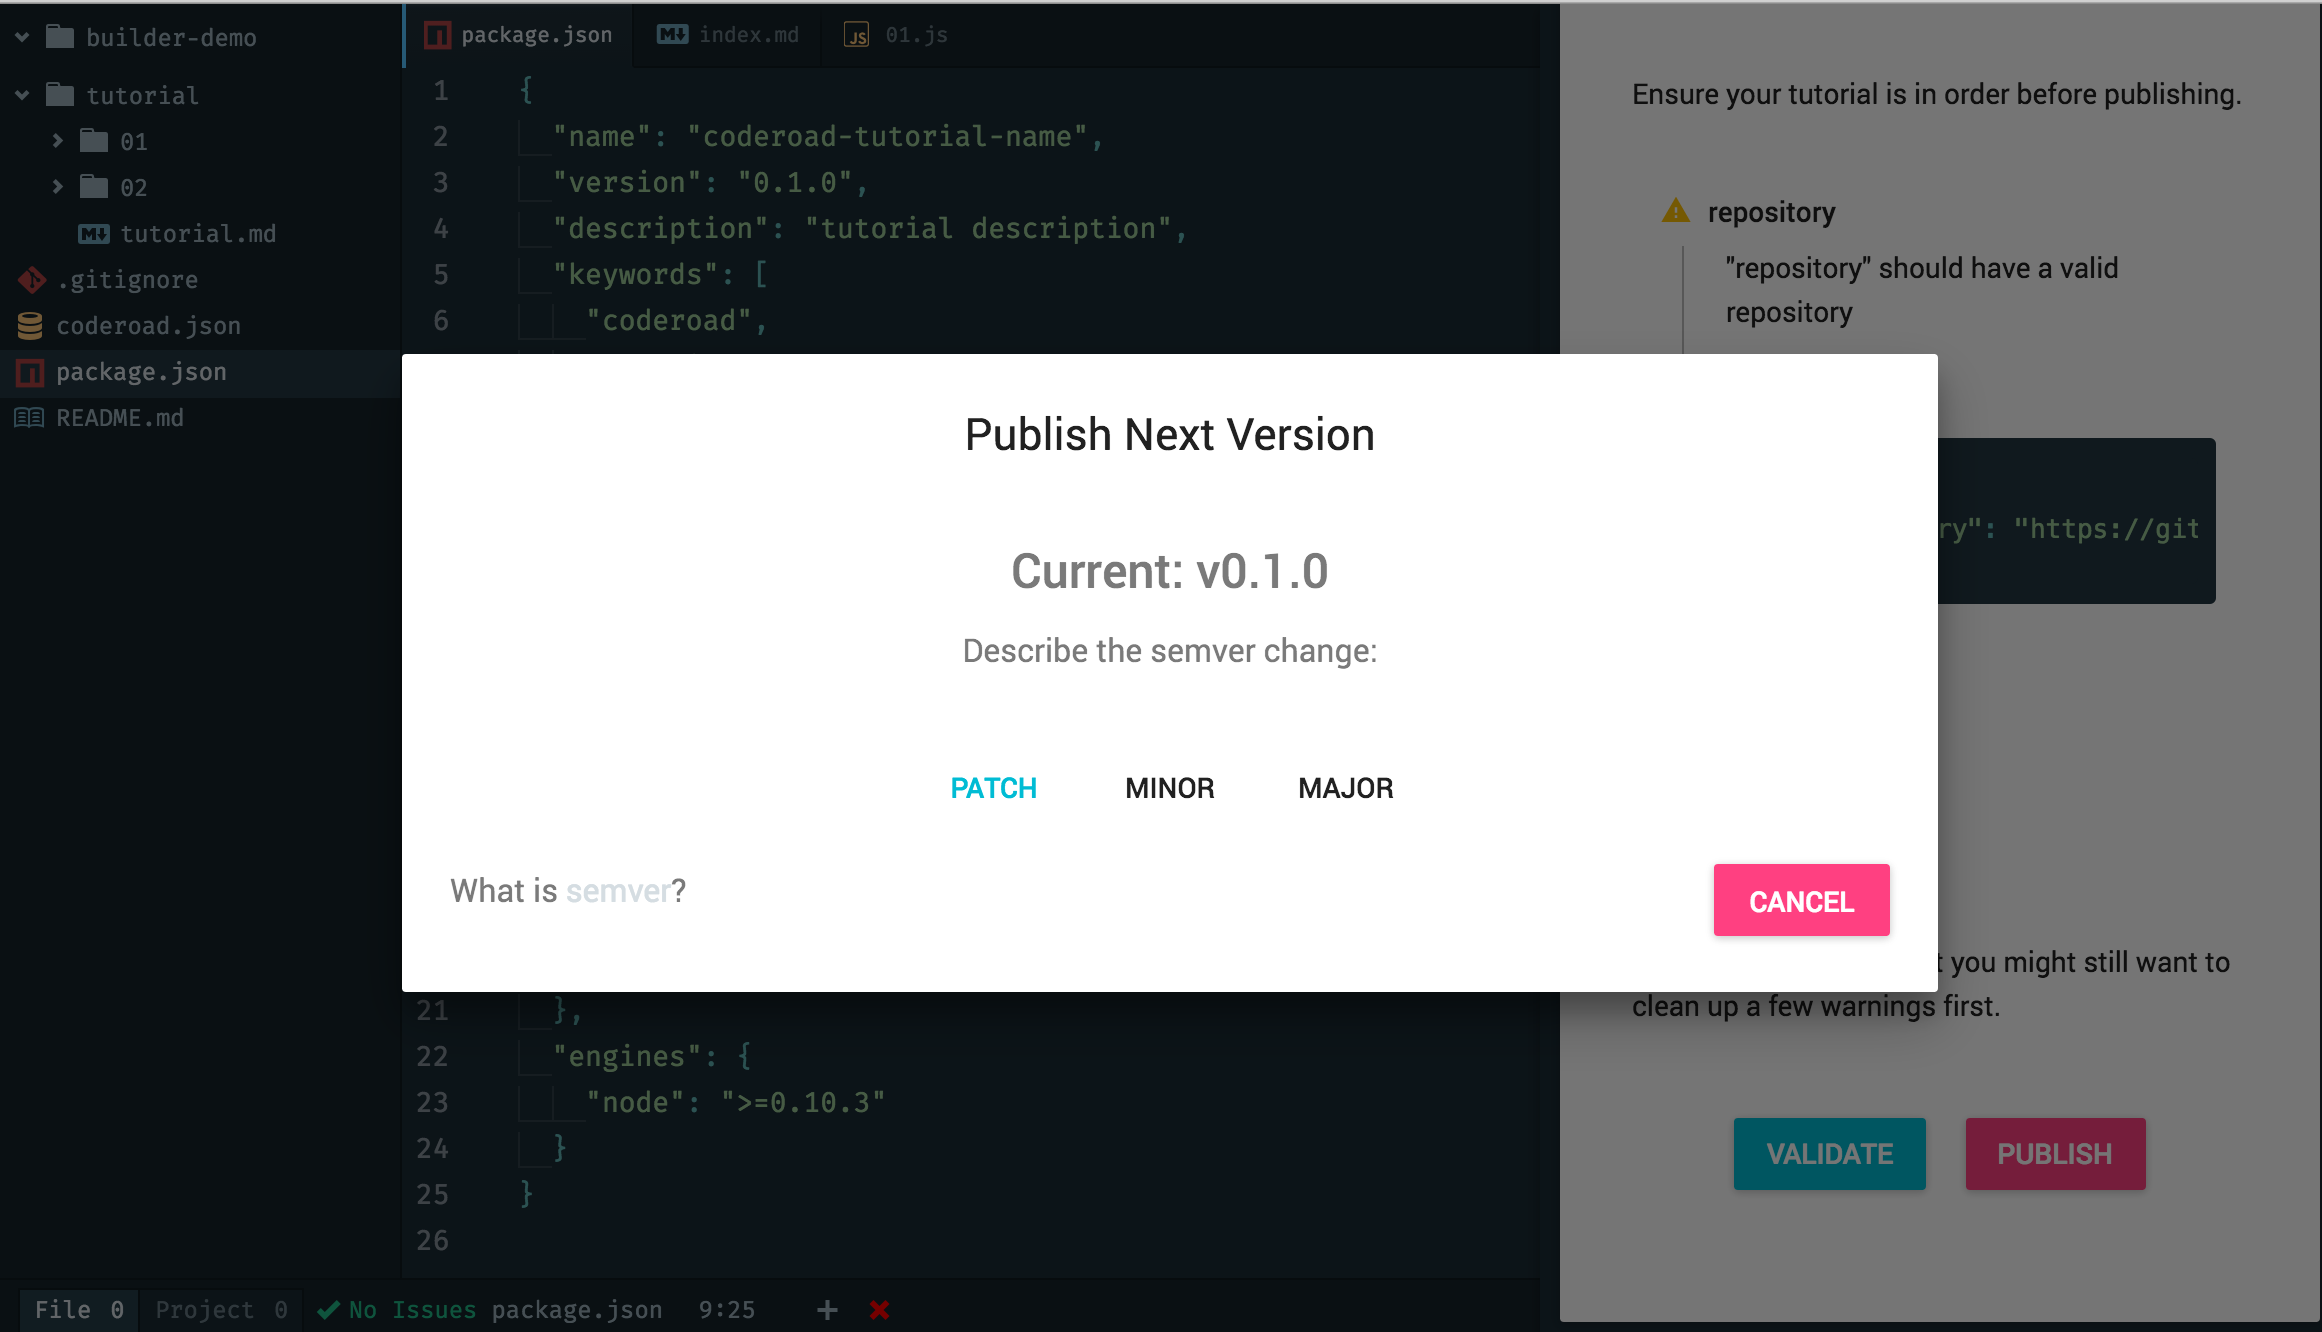 builder-demo
tutorial
01
02
tutorial.md
.gitignore
coderoad.json
package.json
README.md
package.json
index.md
JS 01.js
1 {
2 "name": "coderoad-tutorial-name",
3 "version": "0.1.0",
4 "description": "tutorial description",
5 "keywords": [
6 "coderoad",
21 },
22 "engines": {
23 "node": ">=0.10.3"
24 }
25 }
26
Publish Next Version
Current: v0.1.0
Describe the semver change:
PATCH MINOR MAJOR
What is semver?
CANCEL
Ensure your tutorial is in order before publishing.
repository
"repository" should have a valid
repository
ry": "https://git
t you might still want to
clean up a few warnings first.
VALIDATE PUBLISH
File 0 Project 0 No Issues package.json 9:25 +